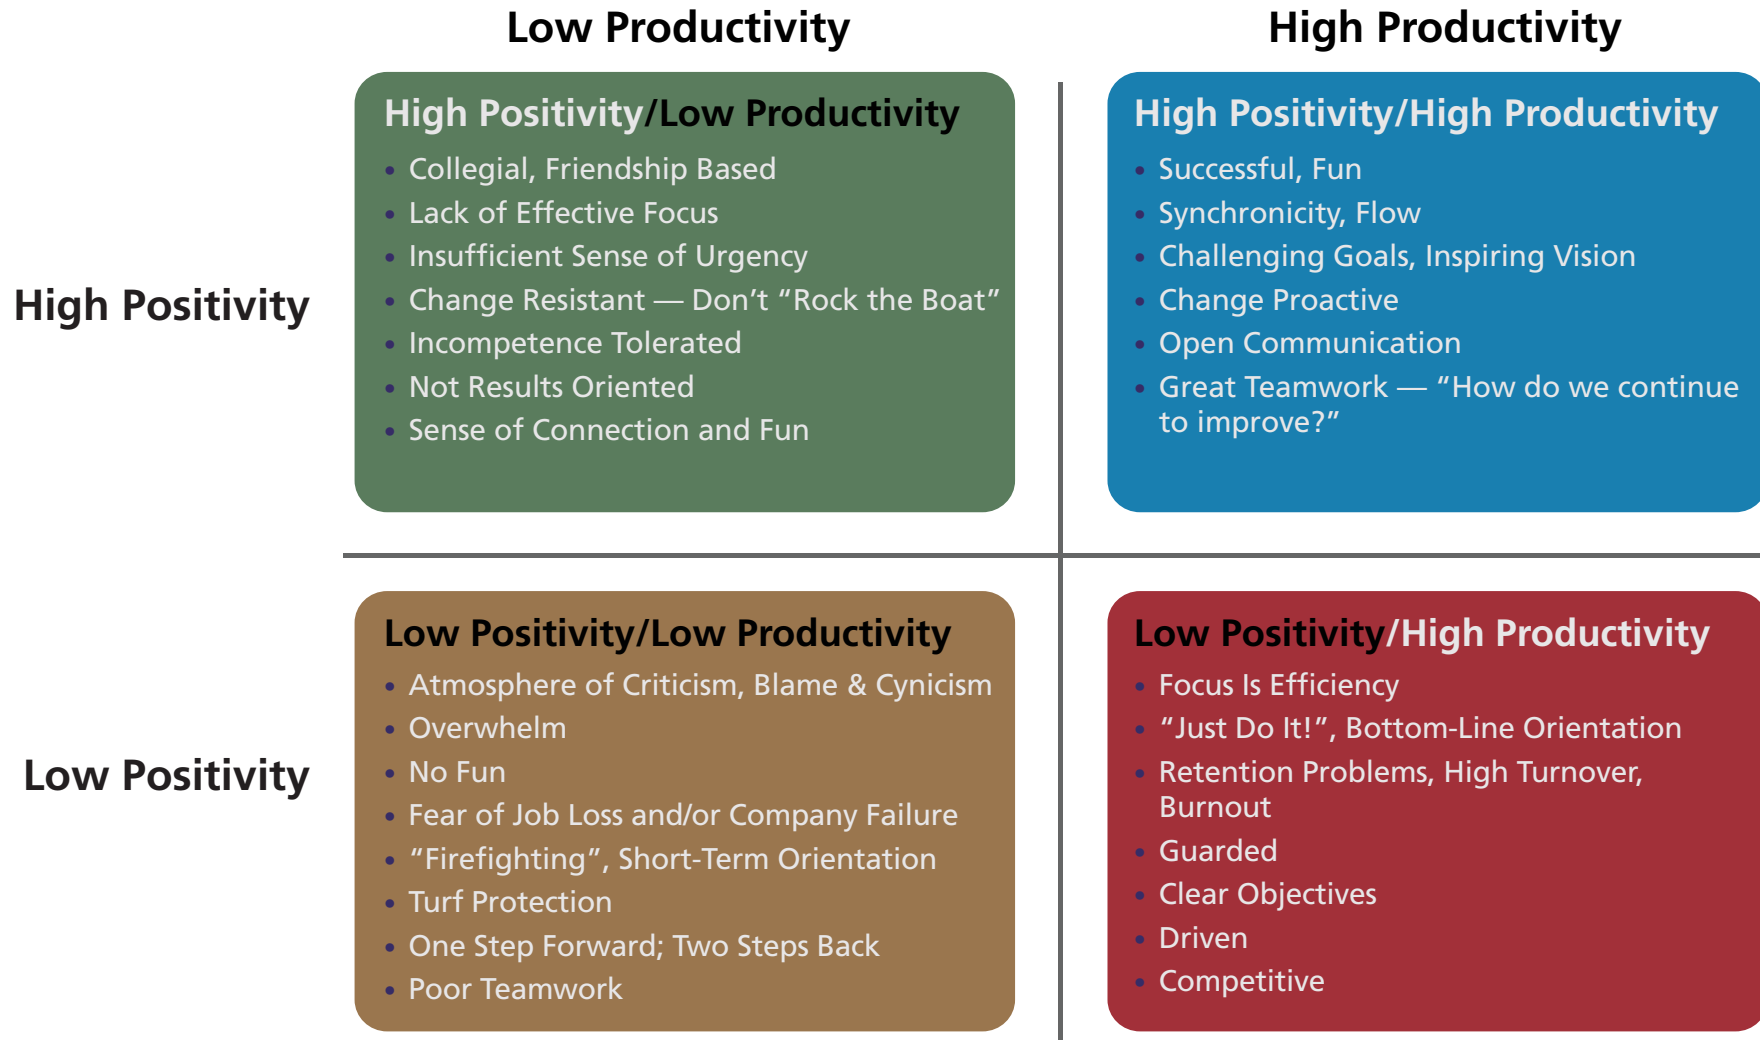 Low Productivity
High Productivity
High Positivity
High Positivity/Low Productivity
• Collegial, Friendship Based
• Lack of Effective Focus
• Insufficient Sense of Urgency
• Change Resistant — Don’t “Rock the Boat”
• Incompetence Tolerated
• Not Results Oriented
• Sense of Connection and Fun
High Positivity/High Productivity
• Successful, Fun
• Synchronicity, Flow
• Challenging Goals, Inspiring Vision
• Change Proactive
• Open Communication
• Great Teamwork — “How do we continue
to improve?”
Low Positivity
Low Positivity/Low Productivity
• Atmosphere of Criticism, Blame & Cynicism
• Overwhelm
• No Fun
• Fear of Job Loss and/or Company Failure
• “Firefighting”, Short-Term Orientation
• Turf Protection
• One Step Forward; Two Steps Back
• Poor Teamwork
Low Positivity/High Productivity
• Focus Is Efficiency
• “Just Do It!”, Bottom-Line Orientation
• Retention Problems, High Turnover,
Burnout
• Guarded
• Clear Objectives
• Driven
• Competitive